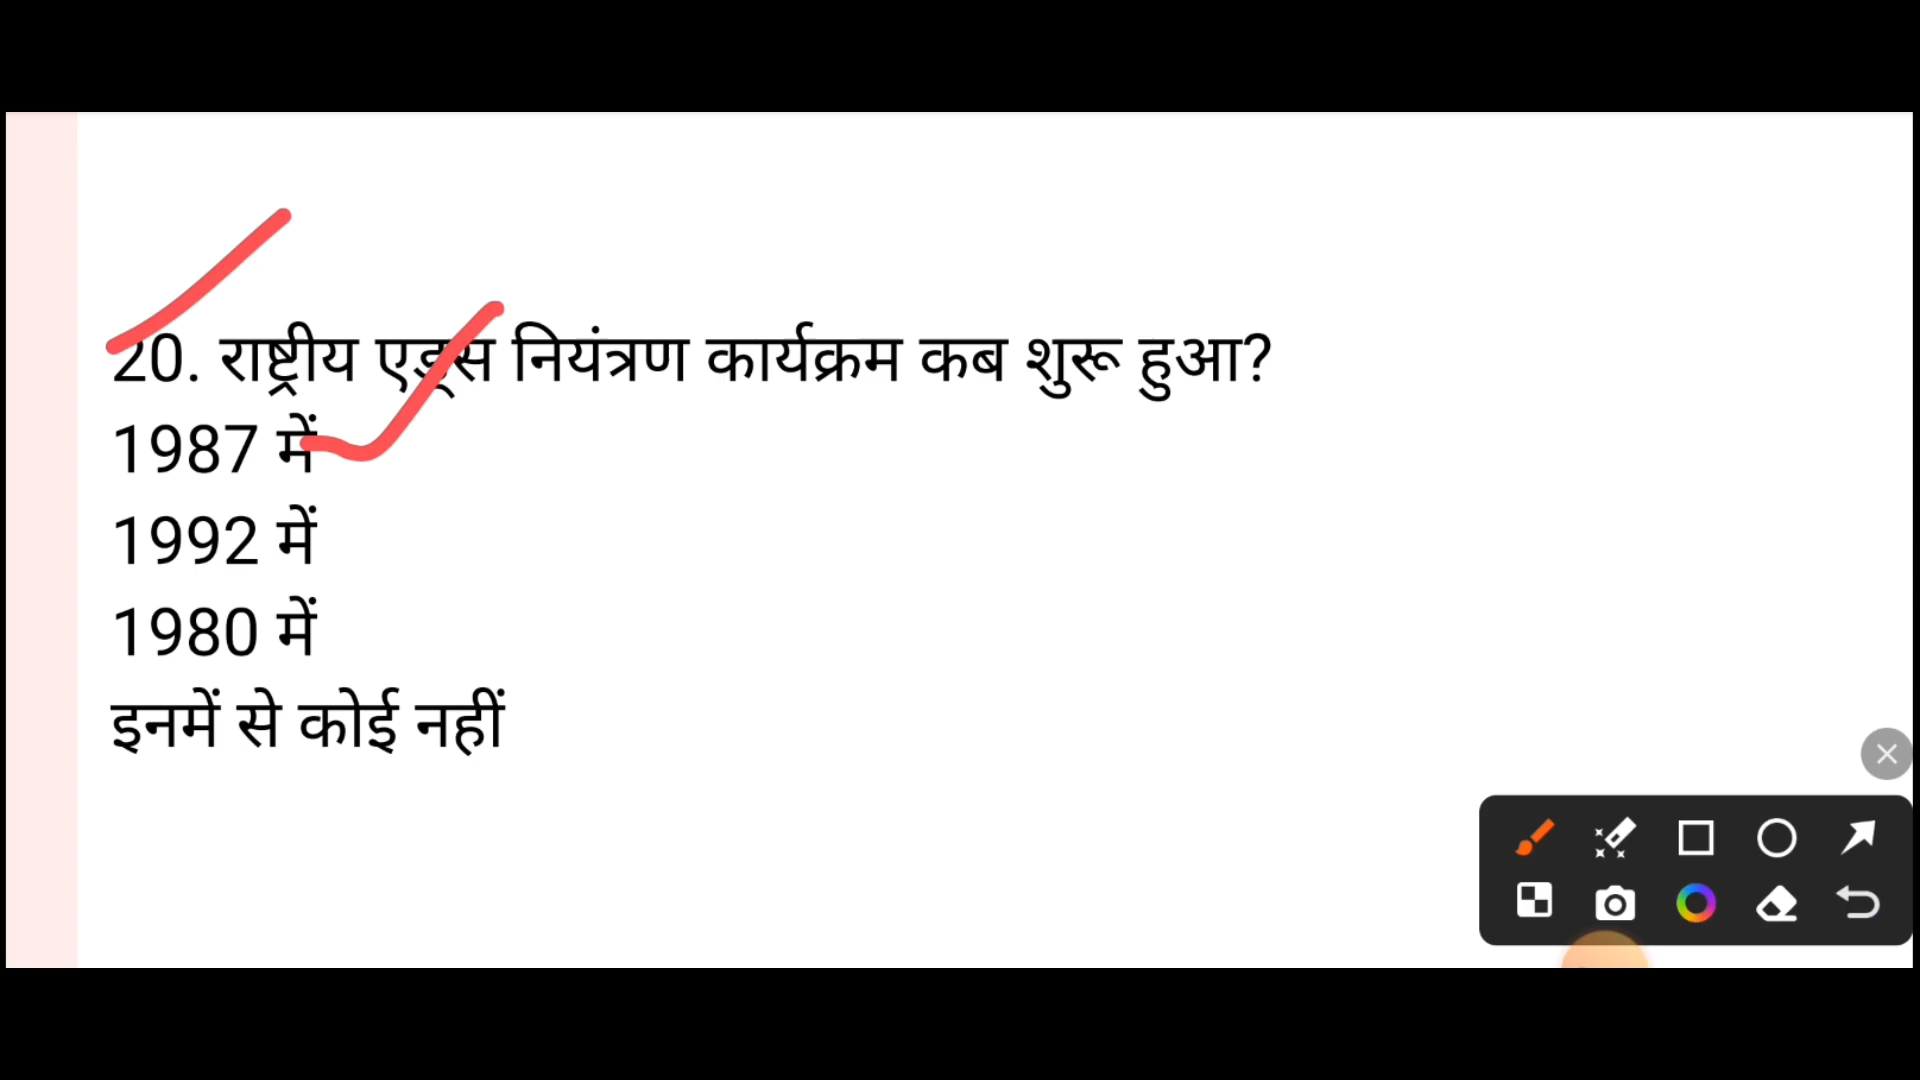 20. राष्ट्रीय एड्स नियंत्रण कार्यक्रम कब शुरू हुआ?
1987 में
1992 में
1980 में
इनमें से कोई नहीं